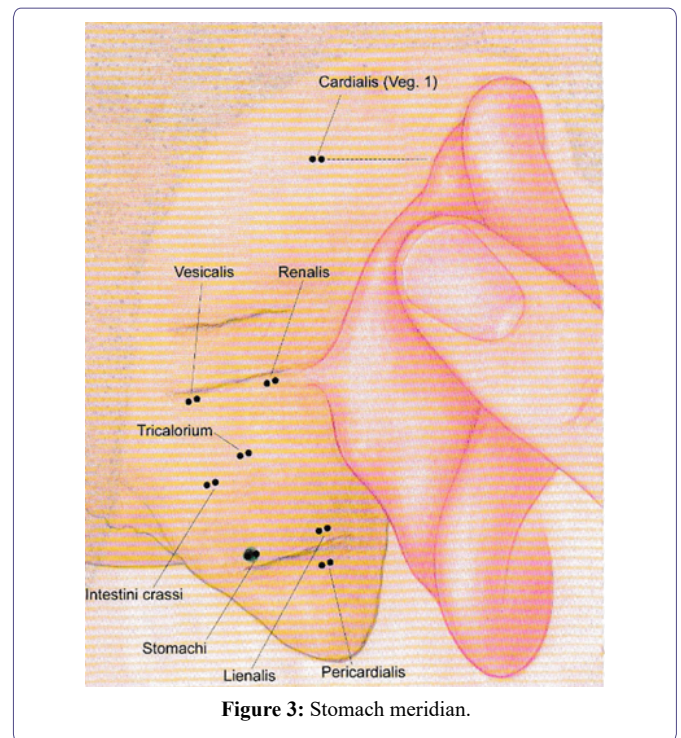 Cardialis (Veg. 1)
Vesicalis
Renalis
Tricalorium
Intestini crassi
Stomachi
Lienalis
Pericardialis
Figure 3: Stomach meridian.